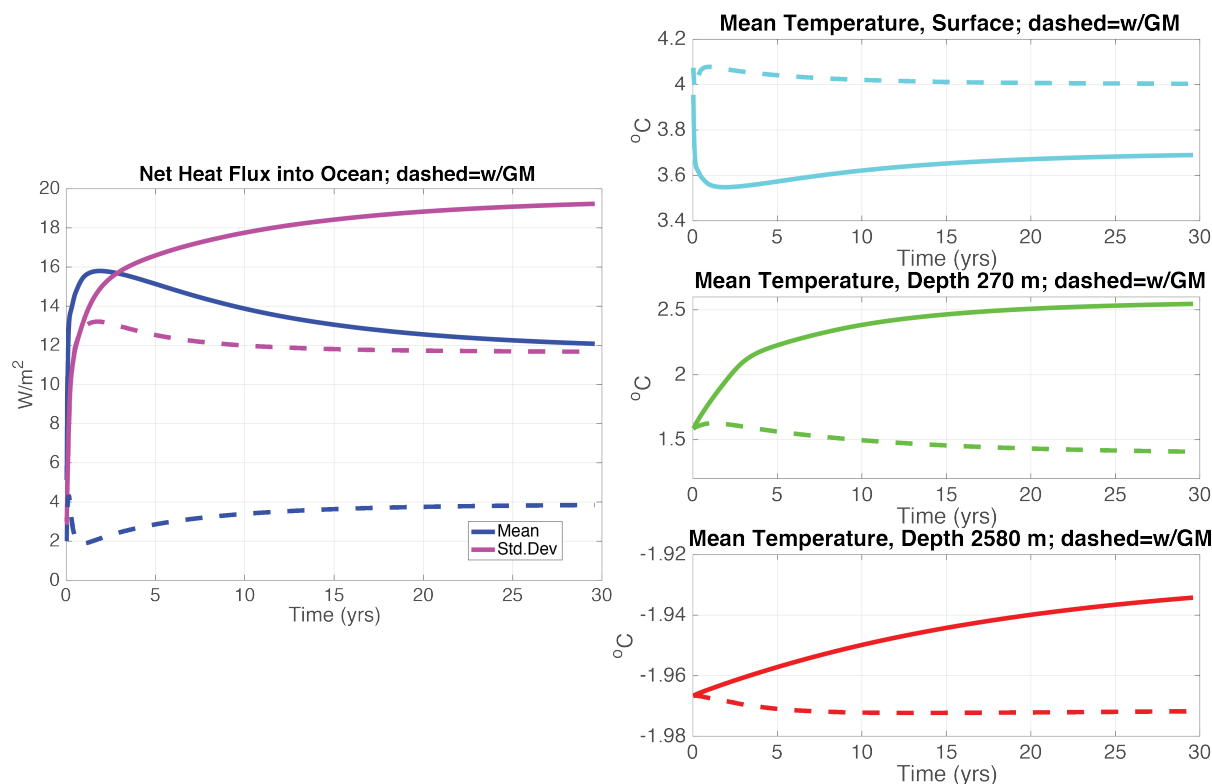 Net Heat Flux into Ocean; dashed=w/GM
20
18
16
14
12
10
8
6
4
2
0
W/m²
0 5 10 15 20 25 30
Time (yrs)
Mean
Std.Dev
Mean Temperature, Surface; dashed=w/GM
4.2
4
3.8
3.6
3.4
ºC
0 5 10 15 20 25 30
Time (yrs)
Mean Temperature, Depth 270 m; dashed=w/GM
2.5
2
1.5
ºC
0 5 10 15 20 25 30
Time (yrs)
Mean Temperature, Depth 2580 m; dashed=w/GM
-1.92
-1.94
-1.96
-1.98
ºC
0 5 10 15 20 25 30
Time (yrs)